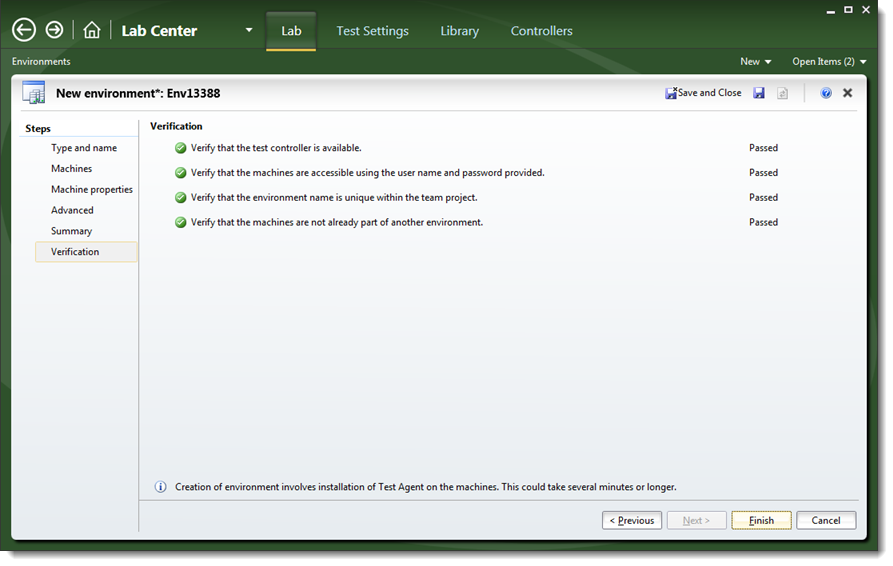 Lab Center
Lab
Test Settings
Library
Controllers
Environments
New
Open Items (2)
New environment*: Env13388
Save and Close
Steps
Type and name
Machines
Machine properties
Advanced
Summary
Verification
Verification
Verify that the test controller is available. Passed
Verify that the machines are accessible using the user name and password provided. Passed
Verify that the environment name is unique within the team project. Passed
Verify that the machines are not already part of another environment. Passed
Creation of environment involves installation of Test Agent on the machines. This could take several minutes or longer.
< Previous
Next >
Finish
Cancel